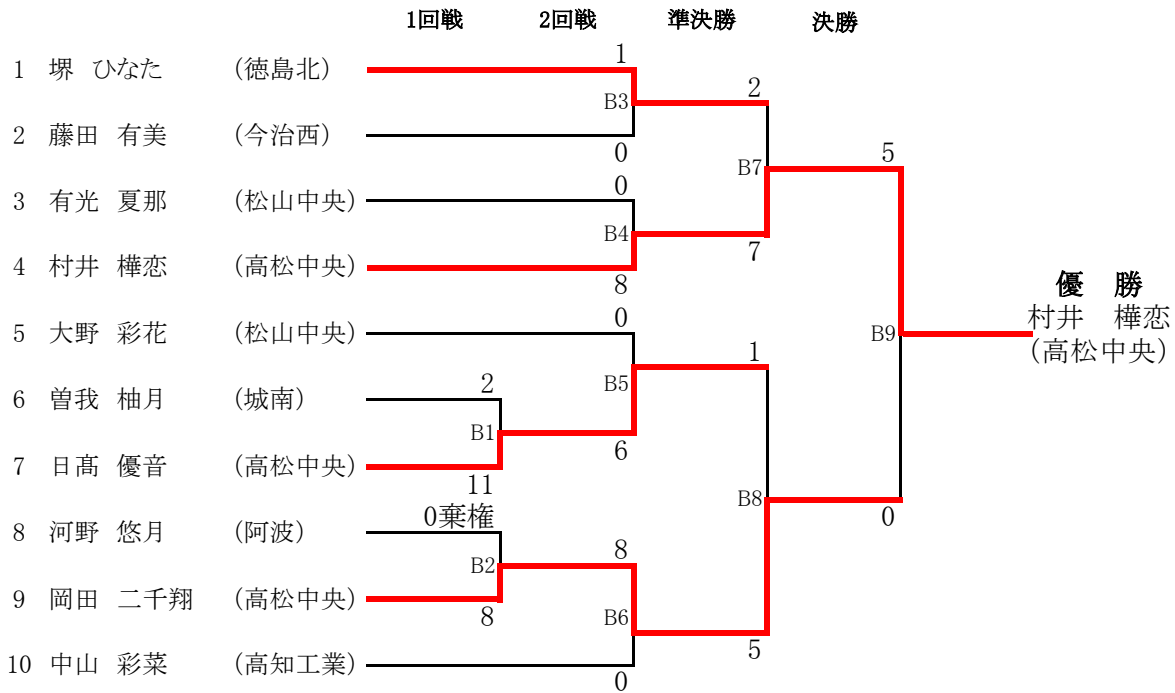 1回戦 2回戦 準決勝 決勝
1
1 堺 ひなた (徳島北)
2
B3
2 藤田 有美 (今治西)
0
5
B7
0
3 有光 夏那 (松山中央)
B4
7
4 村井 樺恋 (高松中央)
8
優 勝
0
村井 樺恋
5 大野 彩花 (松山中央)
B9
(高松中央)
1
2
B5
6 曽我 柚月 (城南)
B1
6
7 日髙 優音 (高松中央)
11
B8
0棄権
0
8 河野 悠月 (阿波)
8
B2
9 岡田 二千翔 (高松中央)
8
B6
5
10 中山 彩菜 (高知工業)
0